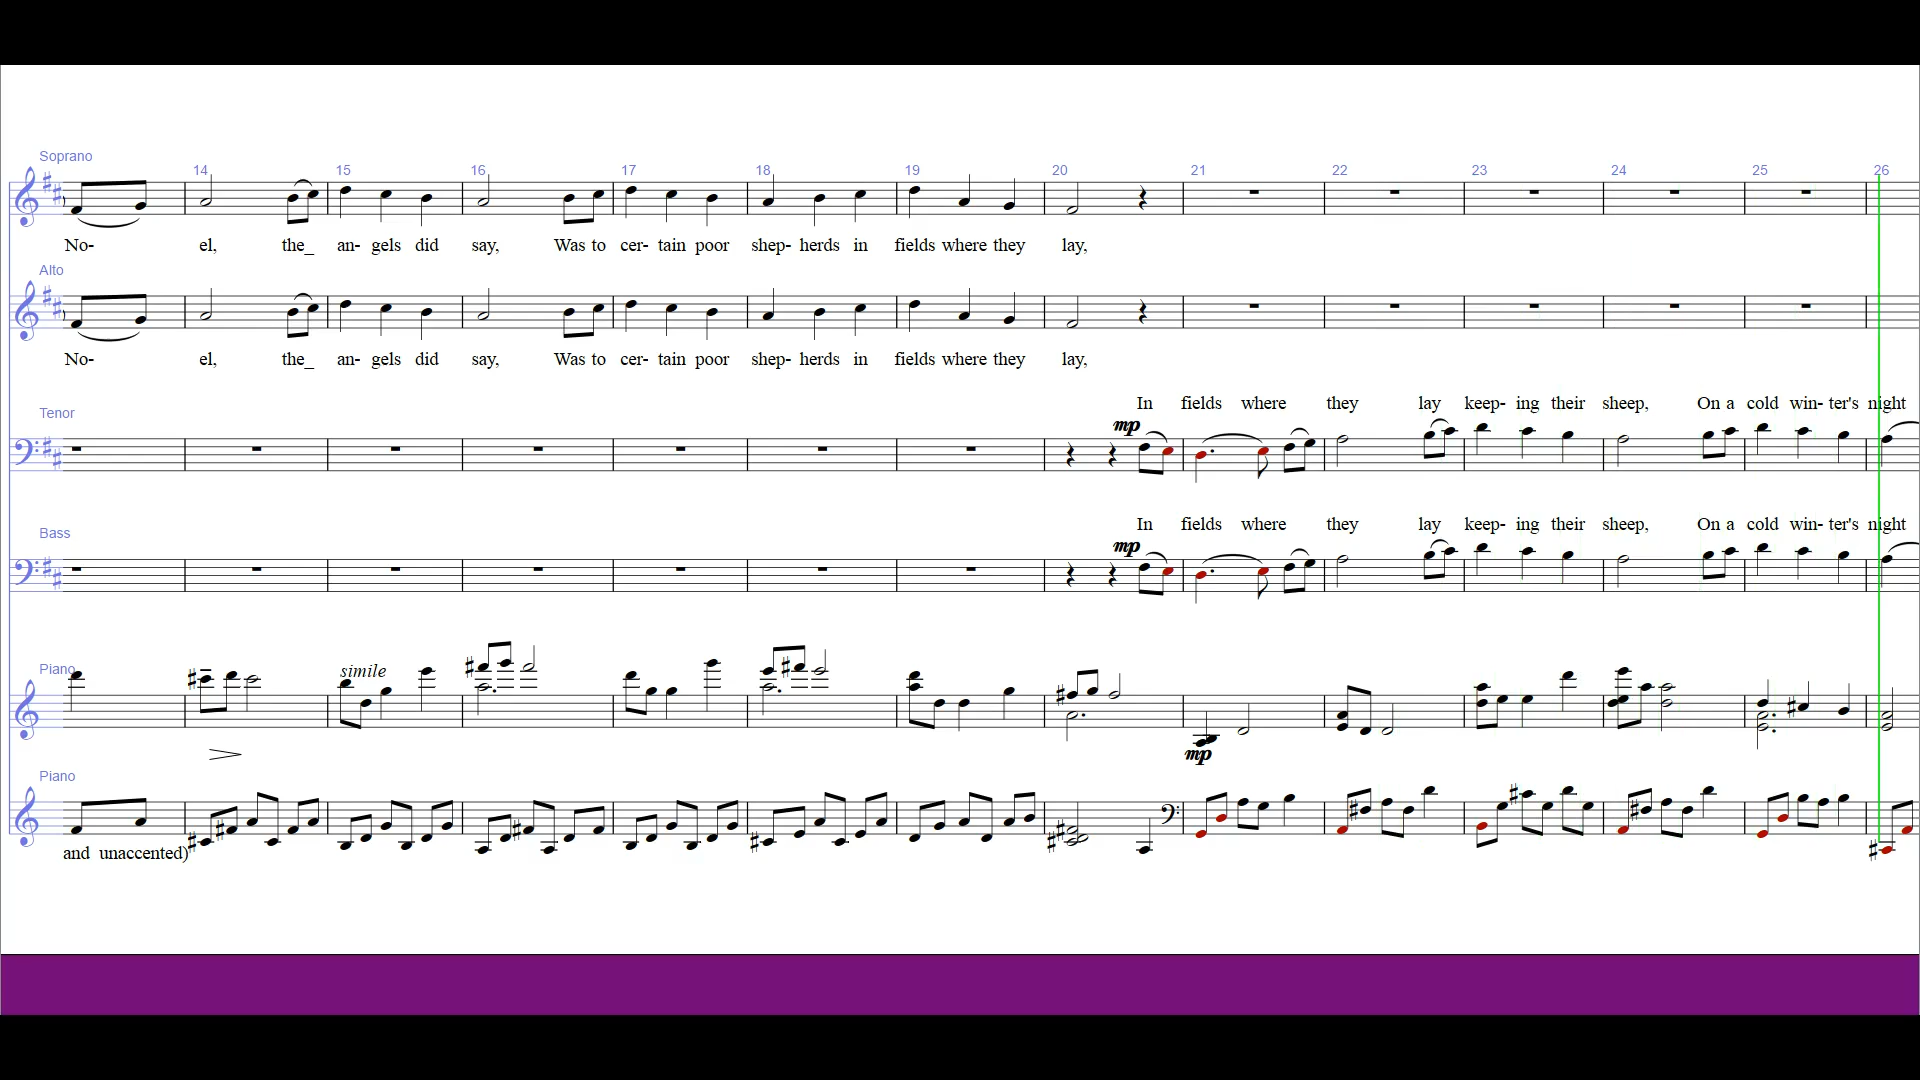 Soprano
14 15 16 17 18 19 20 21 22 23 24 25 26
No- el, the_ an- gels did say, Was to cer- tain poor shep- herds in fields where they lay,
Alto
No- el, the_ an- gels did say, Was to cer- tain poor shep- herds in fields where they lay,
In fields where they lay keep- ing their sheep, On a cold win- ter's night
Tenor
mp
In fields where they lay keep- ing their sheep, On a cold win- ter's night
Bass
mp
Piano
simile
mp
Piano
and unaccented)